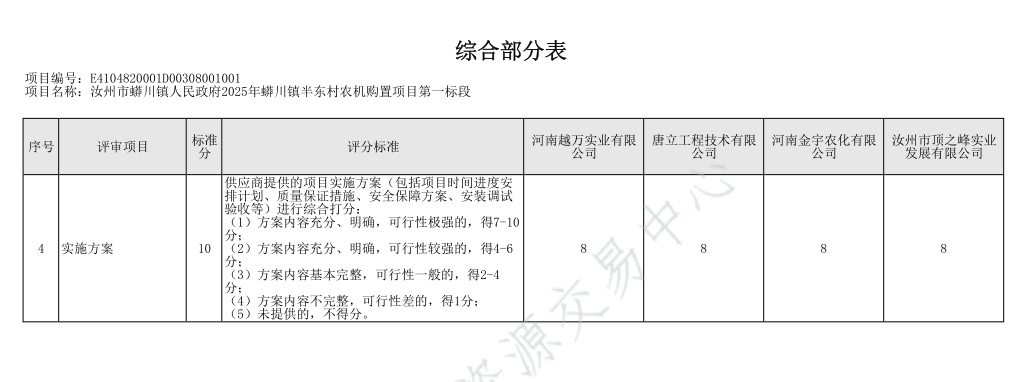 综合部分表
项目编号：E4104820001D00308001001
项目名称：汝州市蟒川镇人民政府2025年蟒川镇半东村农机购置项目第一标段
序号
评审项目
标准
分
评分标准
河南越万实业有限
公司
唐立工程技术有限
公司
河南金宇农化有限
公司
汝州市顶之峰实业
发展有限公司
4
实施方案
10
供应商提供的项目实施方案（包括项目时间进度安
排计划、质量保证措施、安全保障方案、安装调试
验收等）进行综合打分：
（1）方案内容充分、明确，可行性极强的，得7-10
分；
（2）方案内容充分、明确，可行性较强的，得4-6
分；
（3）方案内容基本完整，可行性一般的，得2-4
分；
（4）方案内容不完整，可行性差的，得1分；
（5）未提供的，不得分。
8
8
8
8
资源交易中心